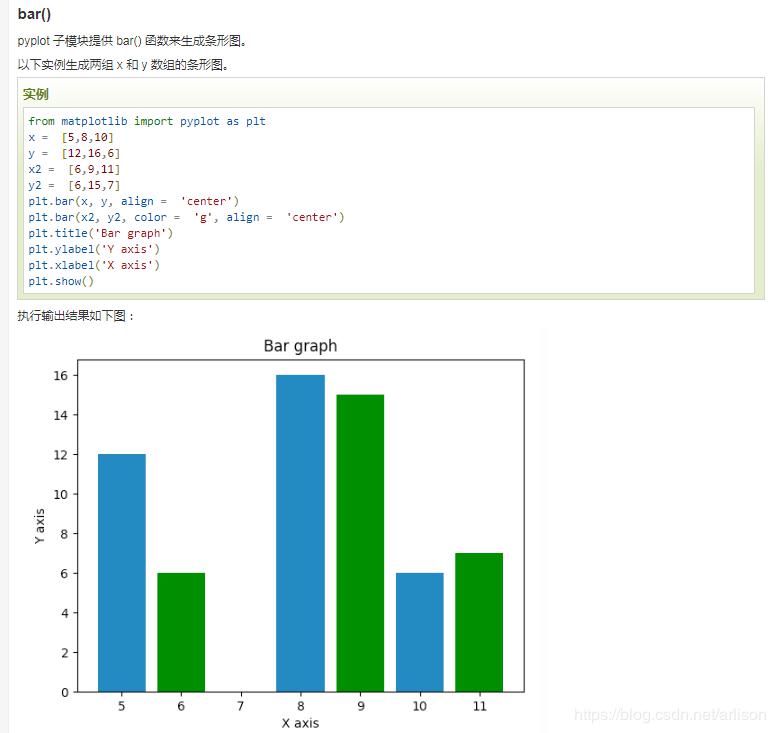 bar()
pyplot 子模块提供 bar() 函数来生成条形图。
以下实例生成两组 x 和 y 数组的条形图。
实例
from matplotlib import pyplot as plt
x =  [5,8,10]
y =  [12,16,6]
x2 =  [6,9,11]
y2 =  [6,15,7]
plt.bar(x, y, align =  'center')
plt.bar(x2, y2, color =  'g', align =  'center')
plt.title('Bar graph')
plt.ylabel('Y axis')
plt.xlabel('X axis')
plt.show()
执行输出结果如下图：
Bar graph
16
14
12
10
8
6
4
2
0
Y axis
5 6 7 8 9 10 11
X axis
https://blog.csdn.net/arlison